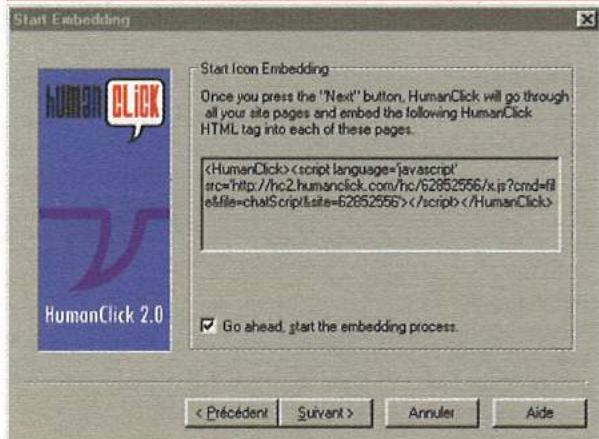 Start Embedding
HUMAN CLiCK
Start Icon Embedding
Once you press the "Next" button, HumanClick will go through
all your site pages and embed the following HumanClick
HTML tag into each of these pages.
<HumanClick><script language='javascript'
src='http://hc2.humanclick.com/hc/62852556/x.js?cmd=fil
e&file=chatScript&site=62852556'></script></HumanClick>
HumanClick 2.0
Go ahead, start the embedding process.
< Précédent
Suivant >
Annuler
Aide